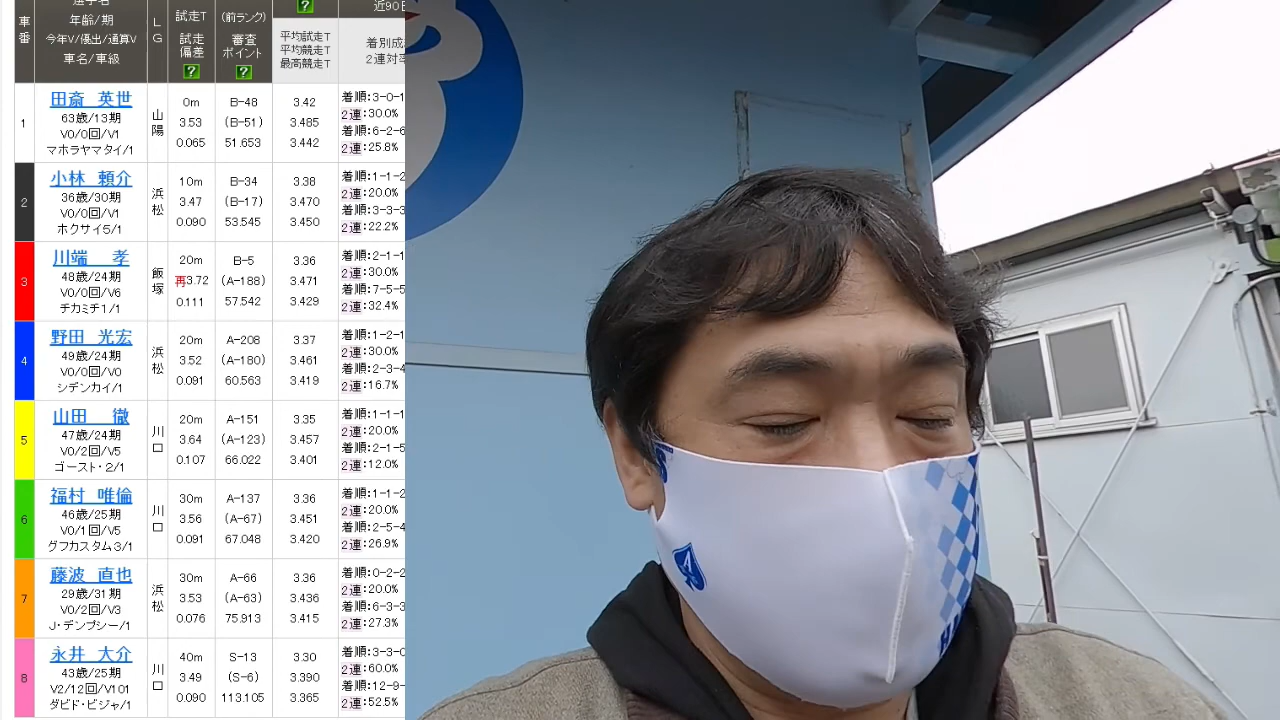 近90日
車番
年齢/期
今年V/優出/通算V
車名/車級
LG
試走T
試走偏差
?
(前ランク)
審査ポイント
?
?
平均試走T
平均競走T
最高競走T
着別成
2連対率
1
田斎 英世
63歳/13期
V0/0回/V1
マホラヤマタイ/1
山陽
0m
3.53
0.065
B-48
(B-51)
51.653
3.42
3.485
3.442
着順:3-0-1
2連:30.0%
着順:6-2-6
2連:25.8%
2
小林 頼介
36歳/30期
V0/0回/V1
ホクサイ5/1
浜松
10m
3.47
0.090
B-34
(B-17)
53.545
3.38
3.470
3.450
着順:1-1-2
2連:20.0%
着順:3-3-3
2連:22.2%
3
川端 孝
48歳/24期
V0/0回/V6
チカミチ1/1
飯塚
20m
再3.72
0.111
B-5
(A-188)
57.542
3.36
3.471
3.429
着順:2-1-1
2連:30.0%
着順:7-5-5
2連:32.4%
4
野田 光宏
49歳/24期
V0/0回/V0
シデンカイ/1
浜松
20m
3.52
0.091
A-208
(A-180)
60.563
3.37
3.461
3.419
着順:1-2-1
2連:30.0%
着順:2-3-4
2連:16.7%
5
山田 徹
47歳/24期
V0/2回/V5
ゴースト・2/1
川口
20m
3.64
0.107
A-151
(A-123)
66.022
3.35
3.457
3.401
着順:1-1-1
2連:20.0%
着順:2-1-5
2連:12.0%
6
福村 唯倫
46歳/25期
V0/1回/V5
グフカスタム3/1
川口
30m
3.56
0.091
A-137
(A-67)
67.048
3.36
3.451
3.420
着順:1-1-2
2連:20.0%
着順:2-5-4
2連:26.9%
7
藤波 直也
29歳/31期
V0/2回/V3
J・デンプシー/1
浜松
30m
3.53
0.076
A-66
(A-63)
75.913
3.36
3.436
3.415
着順:0-2-2
2連:20.0%
着順:6-3-3
2連:27.3%
8
永井 大介
43歳/25期
V2/12回/V101
ダビド・ビジャ/1
川口
40m
3.49
0.090
S-13
(S-6)
113.105
3.30
3.390
3.365
着順:3-3-0
2連:60.0%
着順:12-9-
2連:52.5%
A